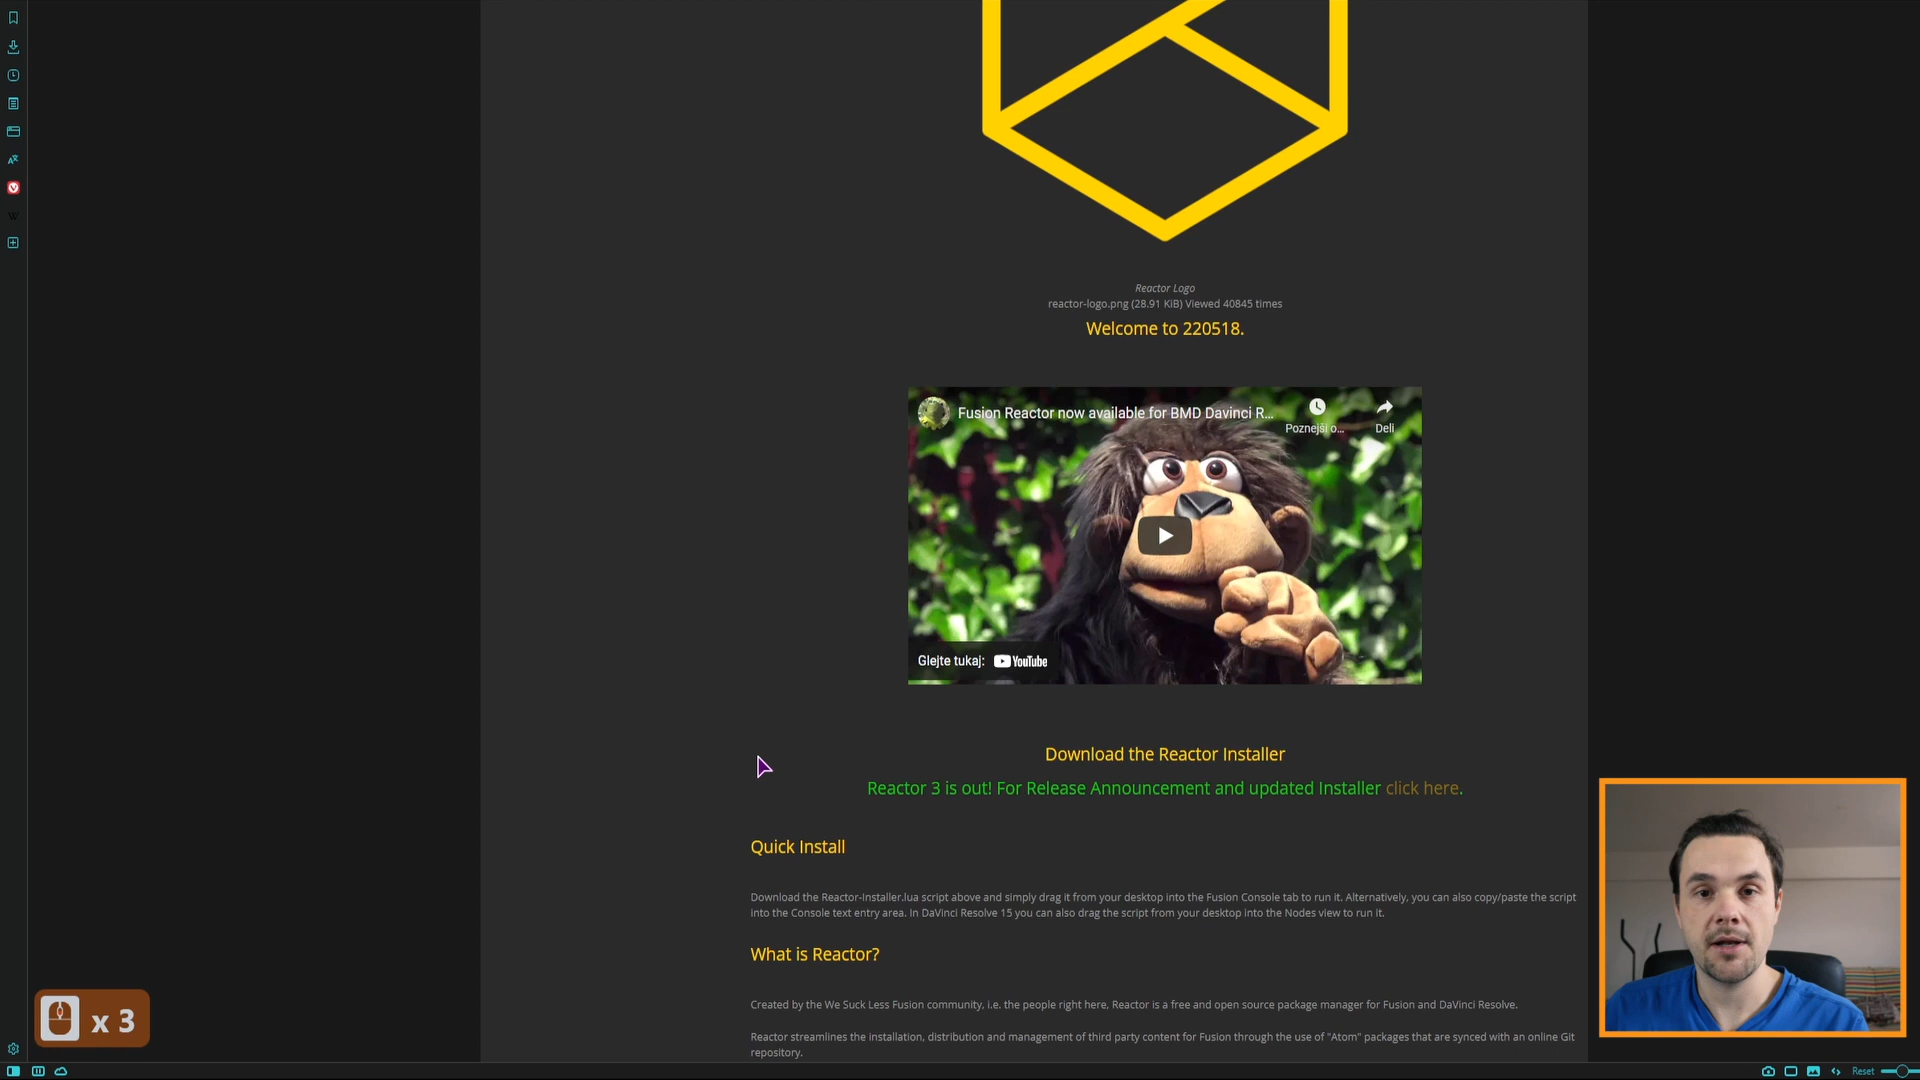 Reactor Logo
reactor-logo.png (28.91 KiB) Viewed 40845 times
Welcome to 220518.
Fusion Reactor now available for BMD Davinci R...
Poznejši o...
Deli
Glejte tukaj: YouTube
Download the Reactor Installer
Reactor 3 is out! For Release Announcement and updated Installer click here.
Quick Install
Download the Reactor-Installer.lua script above and simply drag it from your desktop into the Fusion Console tab to run it. Alternatively, you can also copy/paste the script
into the Console text entry area. In DaVinci Resolve 15 you can also drag the script from your desktop into the Nodes view to run it.
What is Reactor?
Created by the We Suck Less Fusion community, i.e. the people right here, Reactor is a free and open source package manager for Fusion and DaVinci Resolve.
Reactor streamlines the installation, distribution and management of third party content for Fusion through the use of "Atom" packages that are synced with an online Git
repository.
x 3
Reset